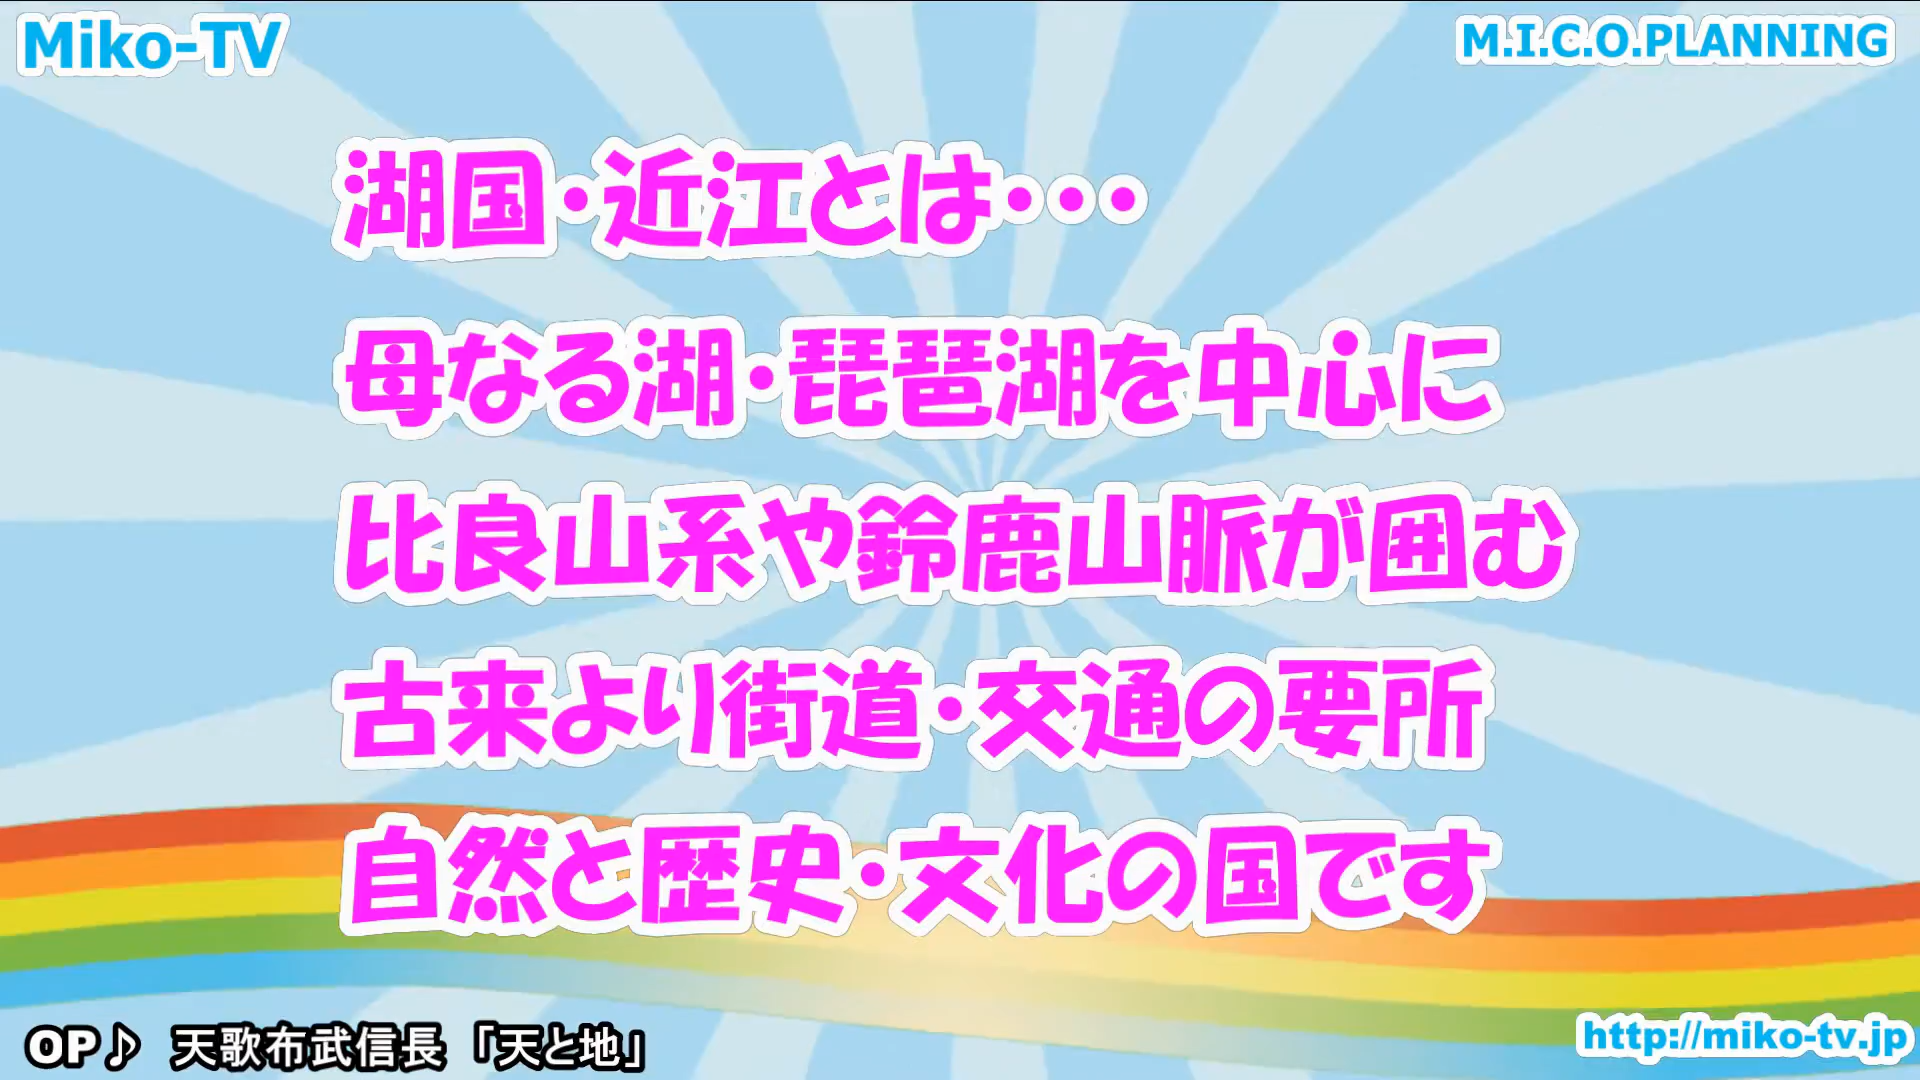 Miko-TV
M.I.C.O.PLANNING
湖国・近江とは・・・
母なる湖・琵琶湖を中心に
比良山系や鈴鹿山脈が囲む
古来より街道・交通の要所
自然と歴史・文化の国です
OP♪ 天歌布武信長 「天と地」
http://miko-tv.jp